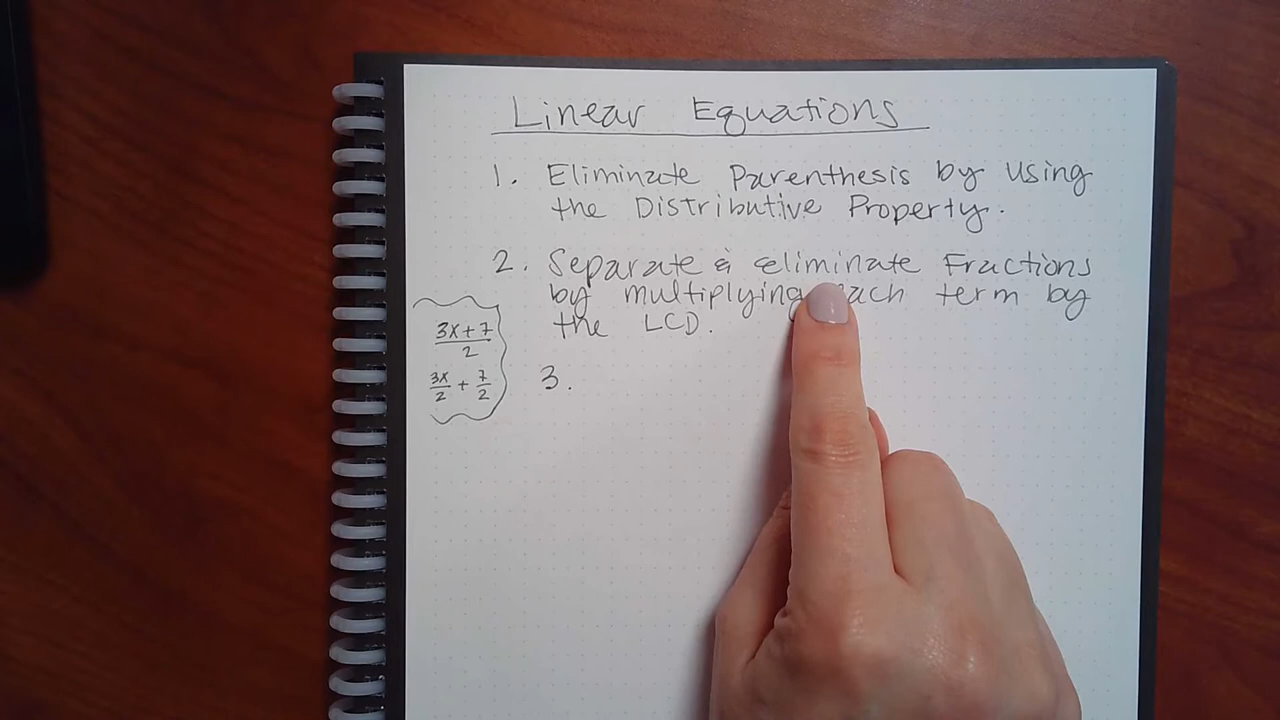 Linear Equations
1. Eliminate Parenthesis by Using
the Distributive Property.
2. Separate & eliminate Fractions
by multiplying each term by
the LCD.
3x+7
2
3x/2 + 7/2
3.